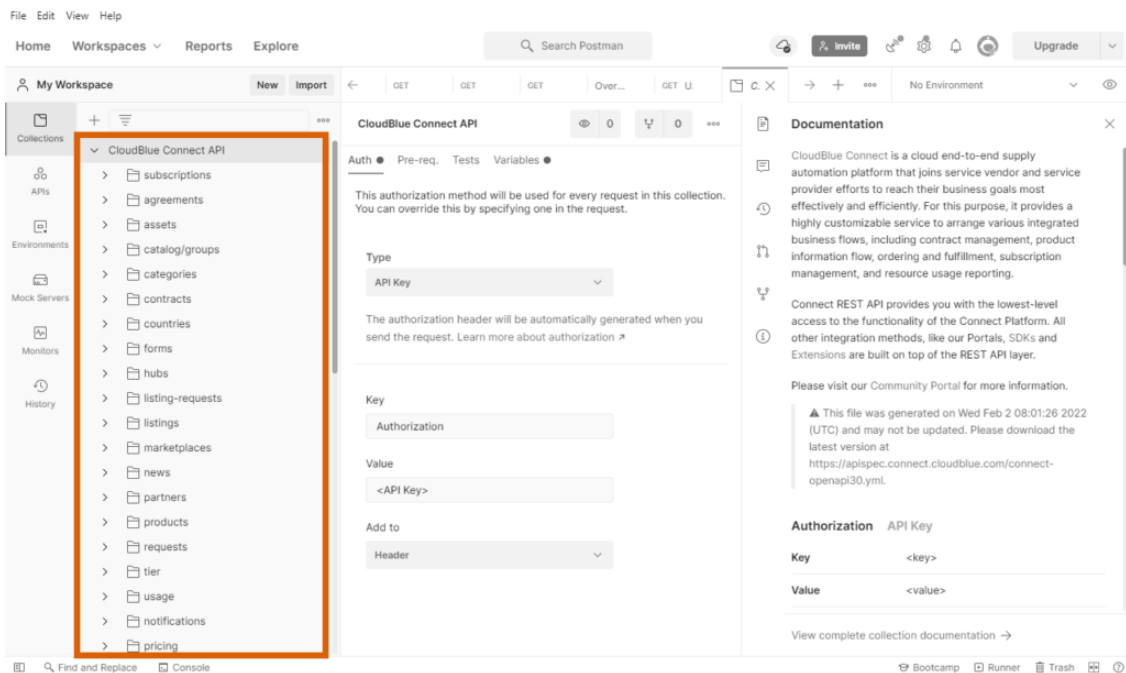 File Edit View Help
Home Workspaces Reports Explore
Search Postman
Invite
Upgrade
My Workspace
New Import
GET
GET
GET
Over...
GET U.
C.
No Environment
Collections
APIs
Environments
Mock Servers
Monitors
History
CloudBlue Connect API
subscriptions
agreements
assets
catalog/groups
categories
contracts
countries
forms
hubs
listing-requests
listings
marketplaces
news
partners
products
requests
tier
usage
notifications
pricing
CloudBlue Connect API
0
0
Auth Pre-req. Tests Variables
This authorization method will be used for every request in this collection.
You can override this by specifying one in the request.
Type
API Key
The authorization header will be automatically generated when you
send the request. Learn more about authorization ↗
Key
Authorization
Value
<API Key>
Add to
Header
Documentation
CloudBlue Connect is a cloud end-to-end supply
automation platform that joins service vendor and service
provider efforts to reach their business goals most
effectively and efficiently. For this purpose, it provides a
highly customizable service to arrange various integrated
business flows, including contract management, product
information flow, ordering and fulfillment, subscription
management, and resource usage reporting.
Connect REST API provides you with the lowest-level
access to the functionality of the Connect Platform. All
other integration methods, like our Portals, SDKs and
Extensions are built on top of the REST API layer.
Please visit our Community Portal for more information.
⚠ This file was generated on Wed Feb 2 08:01:26 2022
(UTC) and may not be updated. Please download the
latest version at
https://apispec.connect.cloudblue.com/connect-
openapi30.yml.
Authorization API Key
Key <key>
Value <value>
View complete collection documentation →
Find and Replace Console
Bootcamp Runner Trash